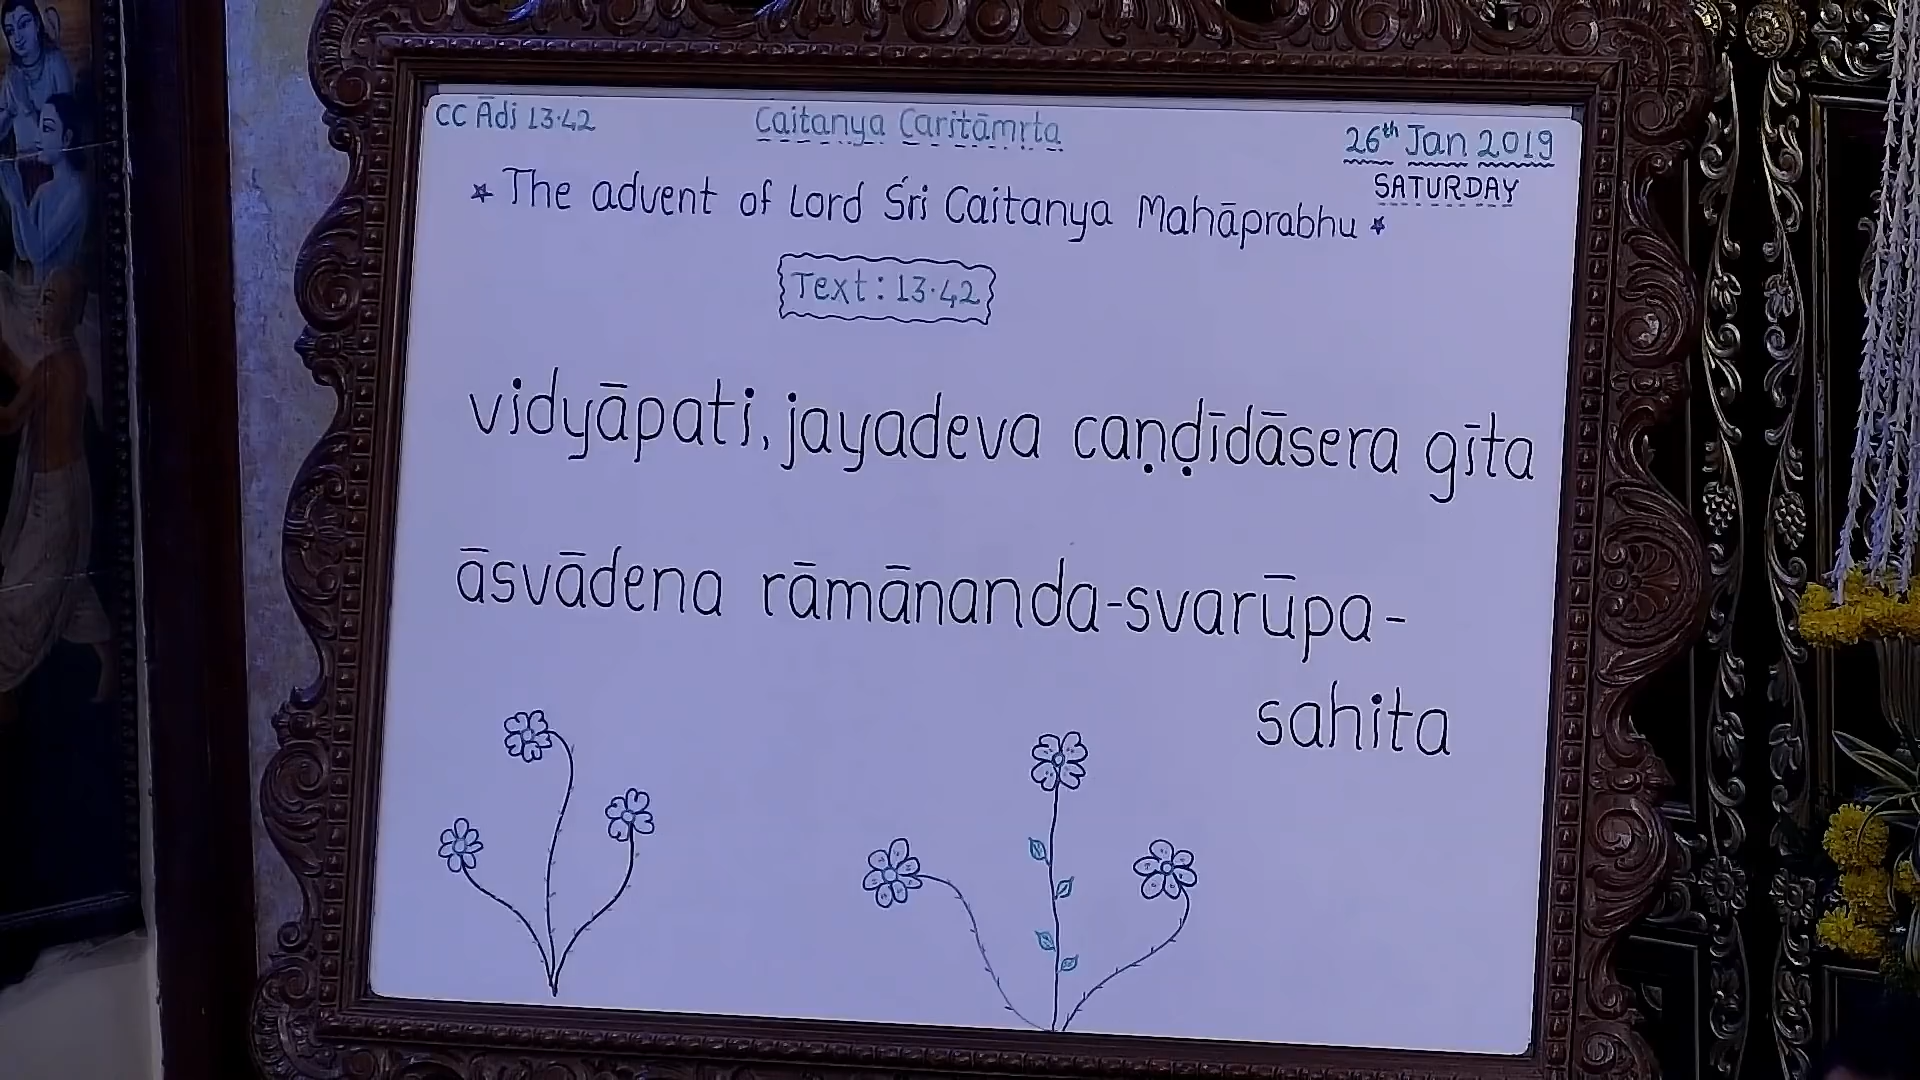 CC Ādi 13.42
Caitanya Caritāmṛta
26th Jan 2019
SATURDAY
* The advent of Lord Śri Caitanya Mahāprabhu *
Text: 13.42
vidyāpati, jayadeva caṇḍīdāsera gīta
āsvādena rāmānanda-svarūpa-
sahita